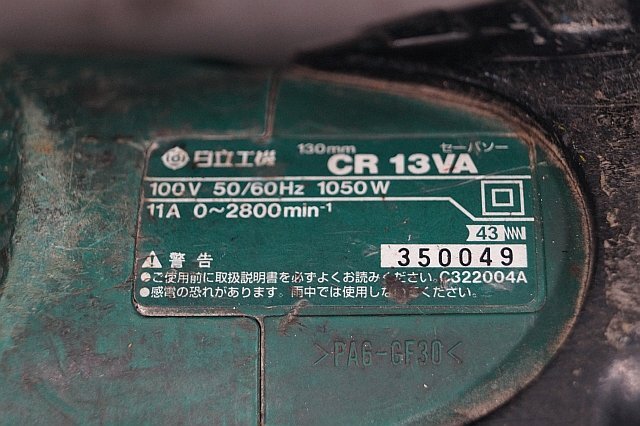 日立工機 130mm セーバソー
CR 13VA
100V 50/60Hz 1050W
11A 0~2800min⁻¹
43
350049
警告
●ご使用前に取扱説明書を必ずよくお読みください。C322004A
●感電の恐れがあります。雨中では使用しないでください。
>PA6-GF30<